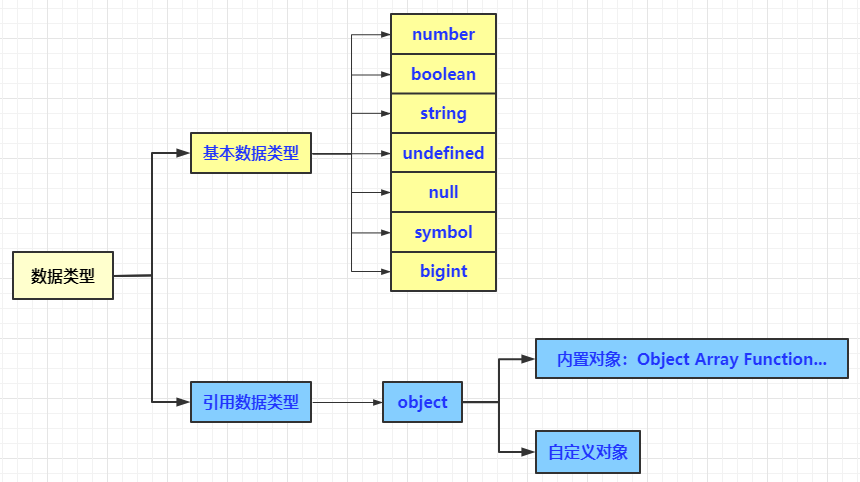 number
boolean
string
undefined
null
symbol
bigint
基本数据类型
数据类型
引用数据类型
object
内置对象：Object Array Function...
自定义对象